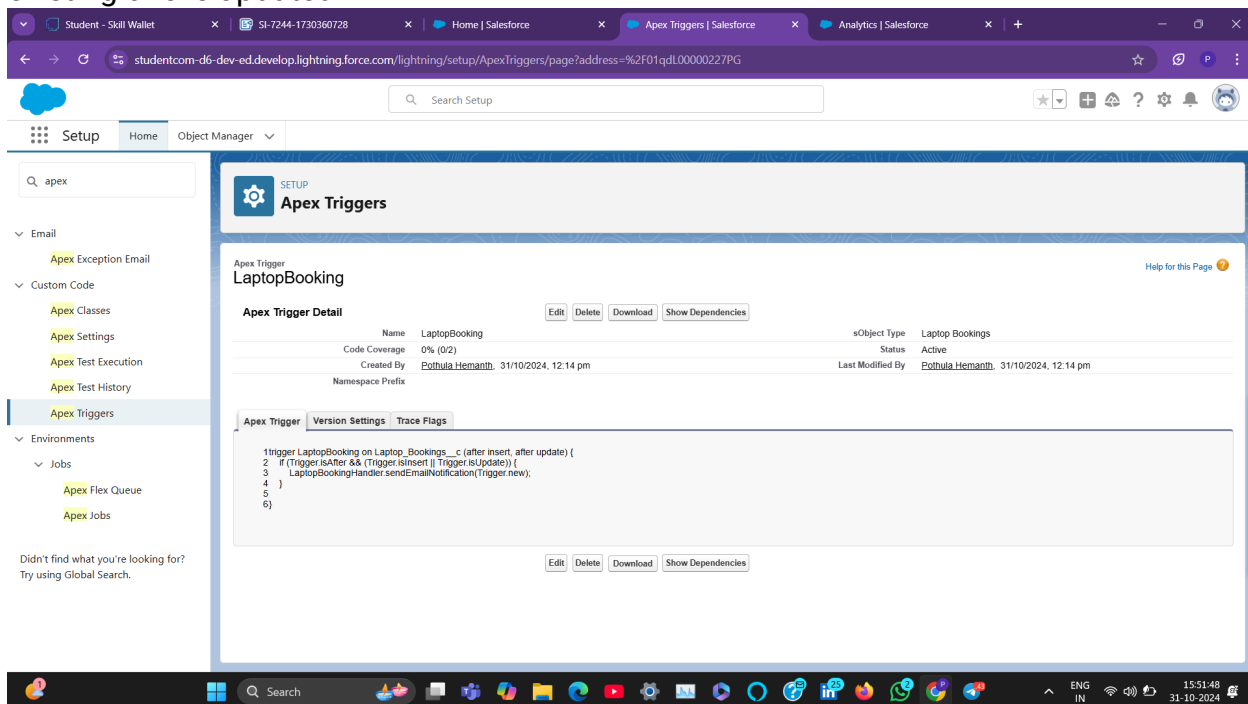 Student - Skill Wallet
SI-7244-1730360728
Home | Salesforce
Apex Triggers | Salesforce
Analytics | Salesforce
studentcom-d6-dev-ed.develop.lightning.force.com/lightning/setup/ApexTriggers/page?address=%2F01qdL00000227PG
P
Search Setup
Setup
Home
Object Manager
apex
Email
Apex Exception Email
Custom Code
Apex Classes
Apex Settings
Apex Test Execution
Apex Test History
Apex Triggers
Environments
Jobs
Apex Flex Queue
Apex Jobs
Didn't find what you're looking for?
Try using Global Search.
SETUP
Apex Triggers
Apex Trigger
LaptopBooking
Help for this Page
Apex Trigger Detail
Edit Delete Download Show Dependencies
Name LaptopBooking sObject Type Laptop Bookings
Code Coverage 0% (0/2) Status Active
Created By Pothula Hemanth, 31/10/2024, 12:14 pm Last Modified By Pothula Hemanth, 31/10/2024, 12:14 pm
Namespace Prefix
Apex Trigger Version Settings Trace Flags
1trigger LaptopBooking on Laptop_Bookings__c (after insert, after update) {
2 if (Trigger.isAfter && (Trigger.isInsert || Trigger.isUpdate)) {
3 LaptopBookingHandler.sendEmailNotification(Trigger.new);
4 }
5
6}
Edit Delete Download Show Dependencies
1
Search
25
2
P
43
ENG
IN
15:51:48
31-10-2024